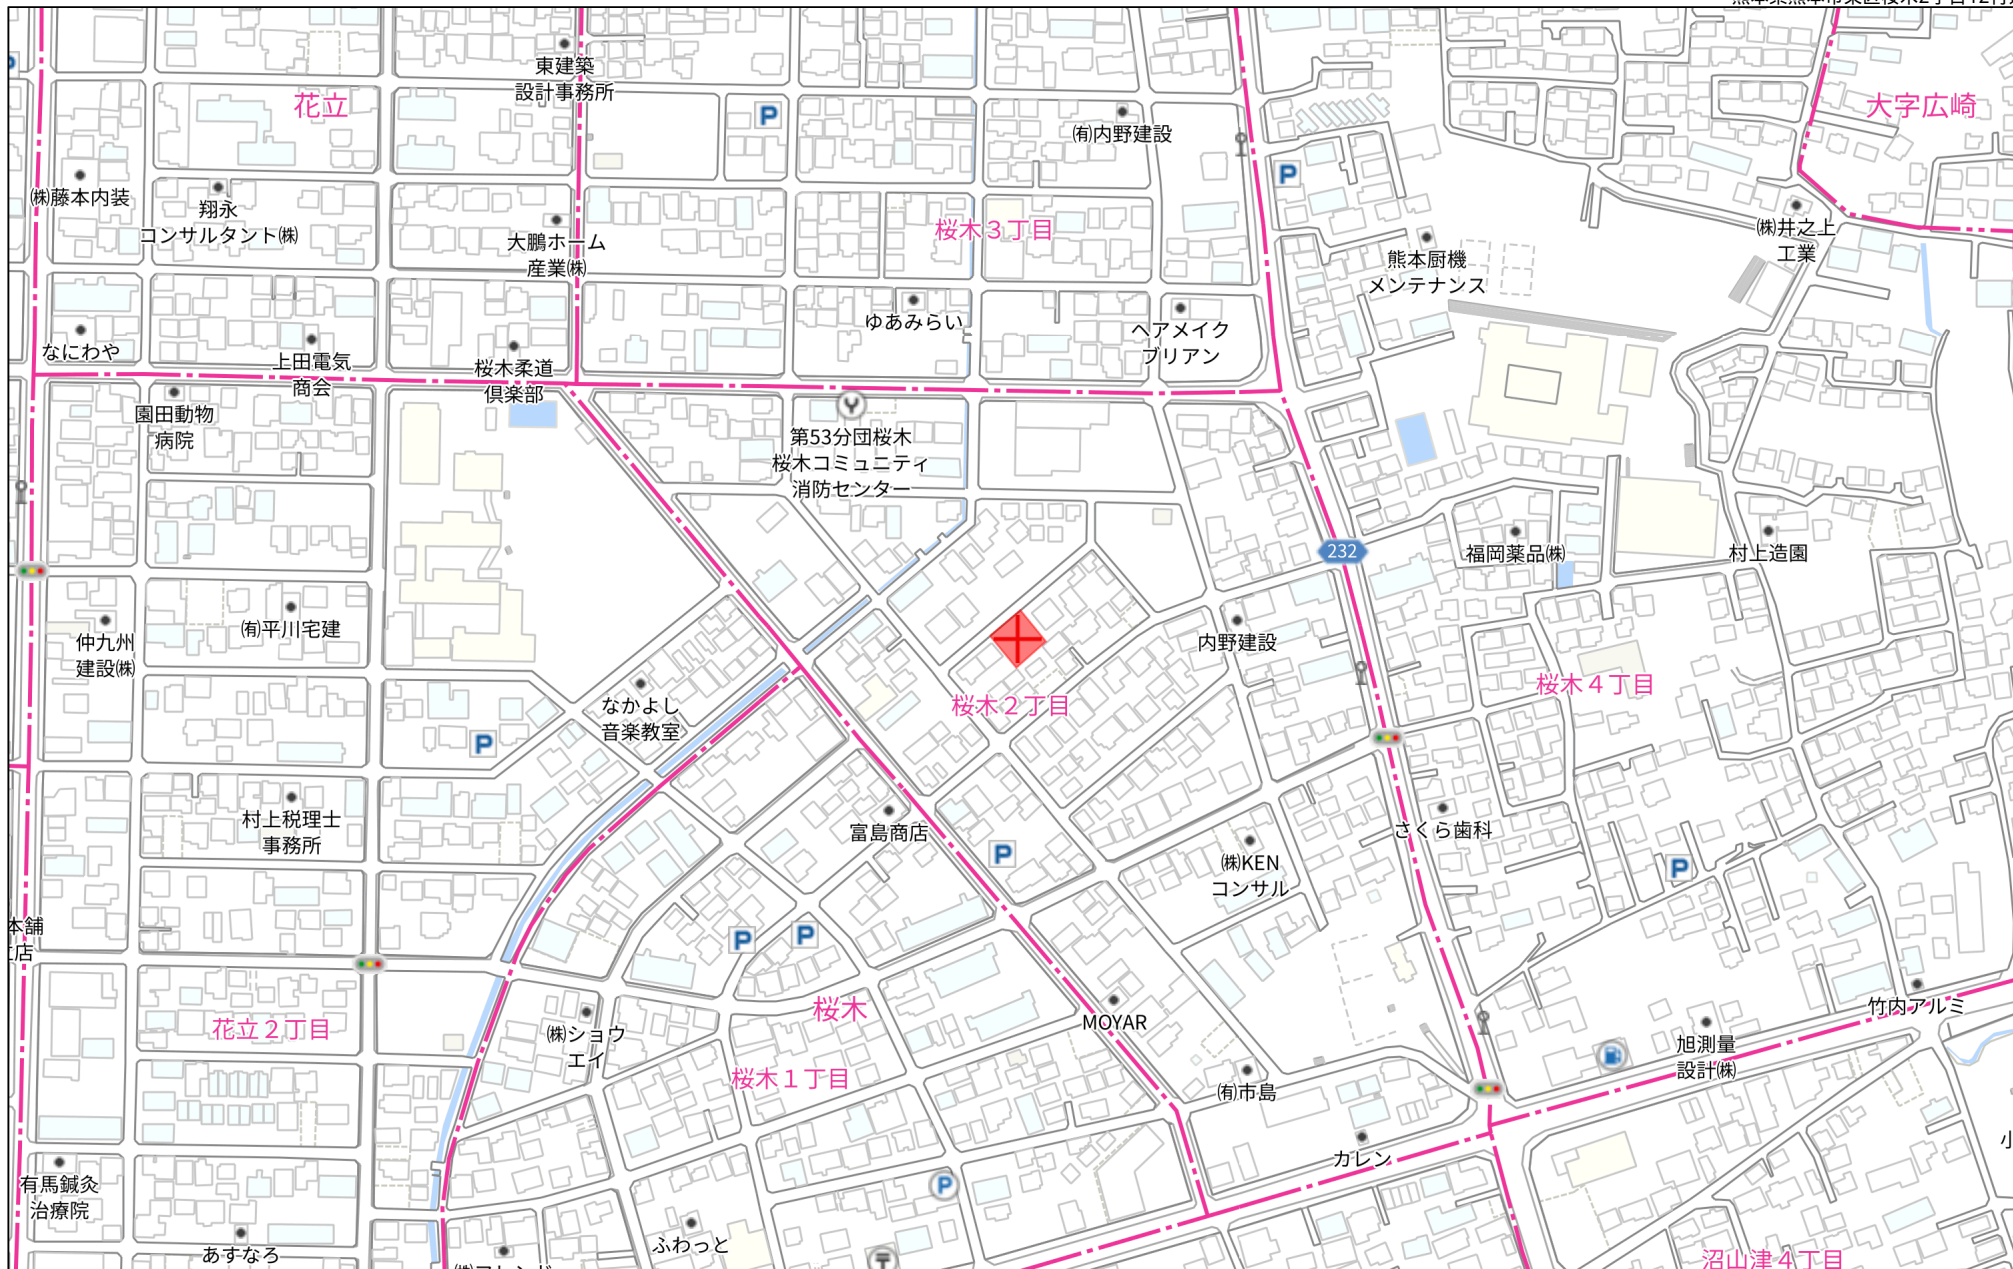 東建築
設計事務所
花立
大字広崎
㈲内野建設
㈱藤本内装
翔永
コンサルタント㈱
大鵬ホーム
産業㈱
桜木３丁目
㈱井之上
工業
熊本厨機
メンテナンス
ゆあみらい
ヘアメイク
ブリアン
なにわや
上田電気
商会
桜木柔道
倶楽部
園田動物
病院
第53分団桜木
桜木コミュニティ
消防センター
232
福岡薬品㈱
村上造園
㈲平川宅建
仲九州
建設㈱
内野建設
桜木４丁目
なかよし
音楽教室
桜木２丁目
村上税理士
事務所
富島商店
さくら歯科
㈱KEN
コンサル
本舗
店
桜木
花立２丁目
㈱ショウ
エイ
MOYAR
竹内アルミ
旭測量
設計㈱
桜木１丁目
㈲市島
カレン
有馬鍼灸
治療院
あすなろ
ふわっと
沼山津４丁目
P
P
P
P
P
P
P
P